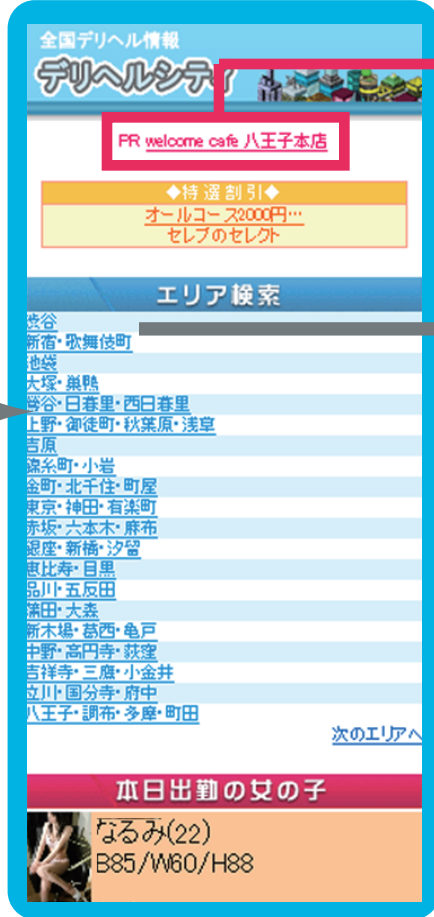 全国デリヘル情報
デリヘルシティ
PR welcome cafe 八王子本店
◆特選割引◆
オールコース2000円…
セレブのセレクト
エリア検索
渋谷
新宿・歌舞伎町
池袋
大塚・巣鴨
鶯谷・日暮里・西日暮里
上野・御徒町・秋葉原・浅草
吉原
錦糸町・小岩
金町・北千住・町屋
東京・神田・有楽町
赤坂・六本木・麻布
銀座・新橋・汐留
恵比寿・目黒
品川・五反田
蒲田・大森
新木場・葛西・亀戸
中野・高円寺・荻窪
吉祥寺・三鷹・小金井
立川・国分寺・府中
八王子・調布・多摩・町田
次のエリアへ
本日出勤の女の子
なるみ(22)
B85/W60/H88